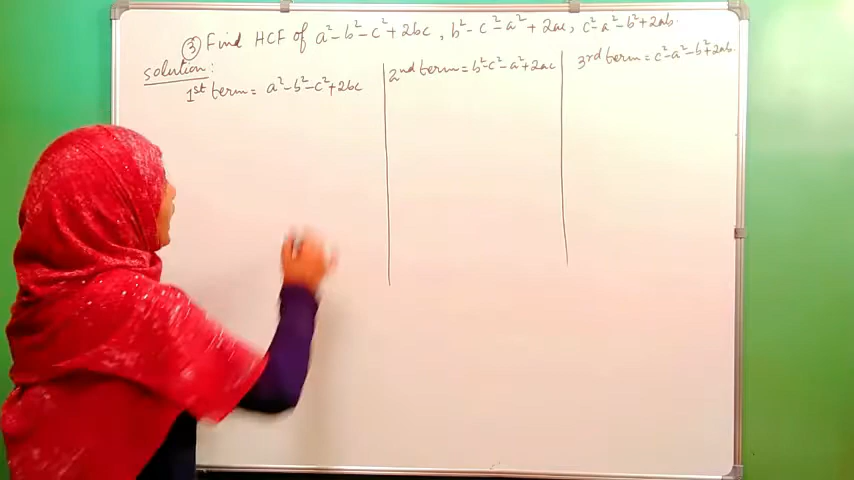 ③ Find HCF of a²-b²-c²+2bc, b²-c²-a²+2ac, c²-a²-b²+2ab.
solution:
1st term = a²-b²-c²+2bc
2nd term = b²-c²-a²+2ac
3rd term = c²-a²-b²+2ab.